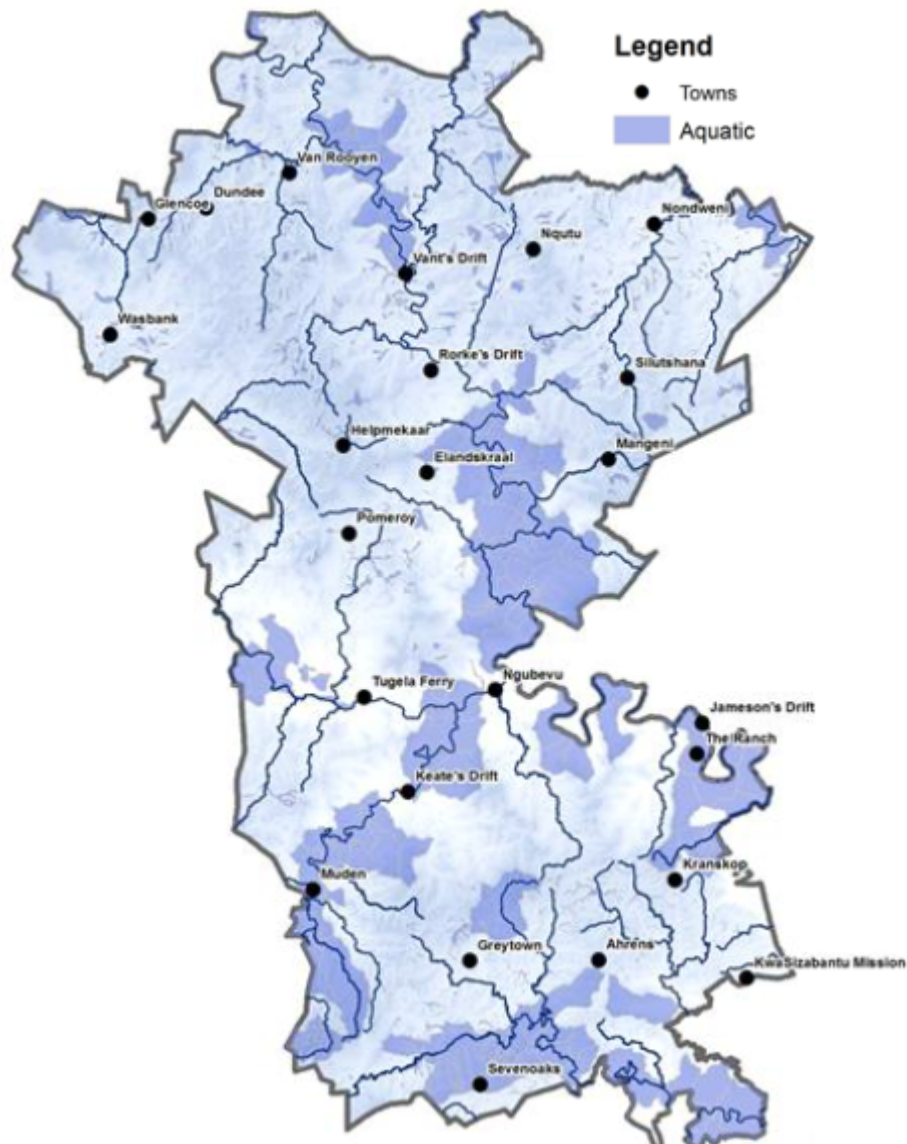 Legend
Towns
Aquatic
Van Rooyen
Dundee
Glencoe
Nondweni
Nqutu
Vant's Drift
Wasbank
Rorke's Drift
Silutshana
Helpmekaar
Elandskraal
Mangeni
Pomeroy
Ngubevu
Tugela Ferry
Jameson's Drift
The Ranch
Keate's Drift
Kranskop
Muden
Greytown
Ahrens
KwaSizabantu Mission
Sevenoaks